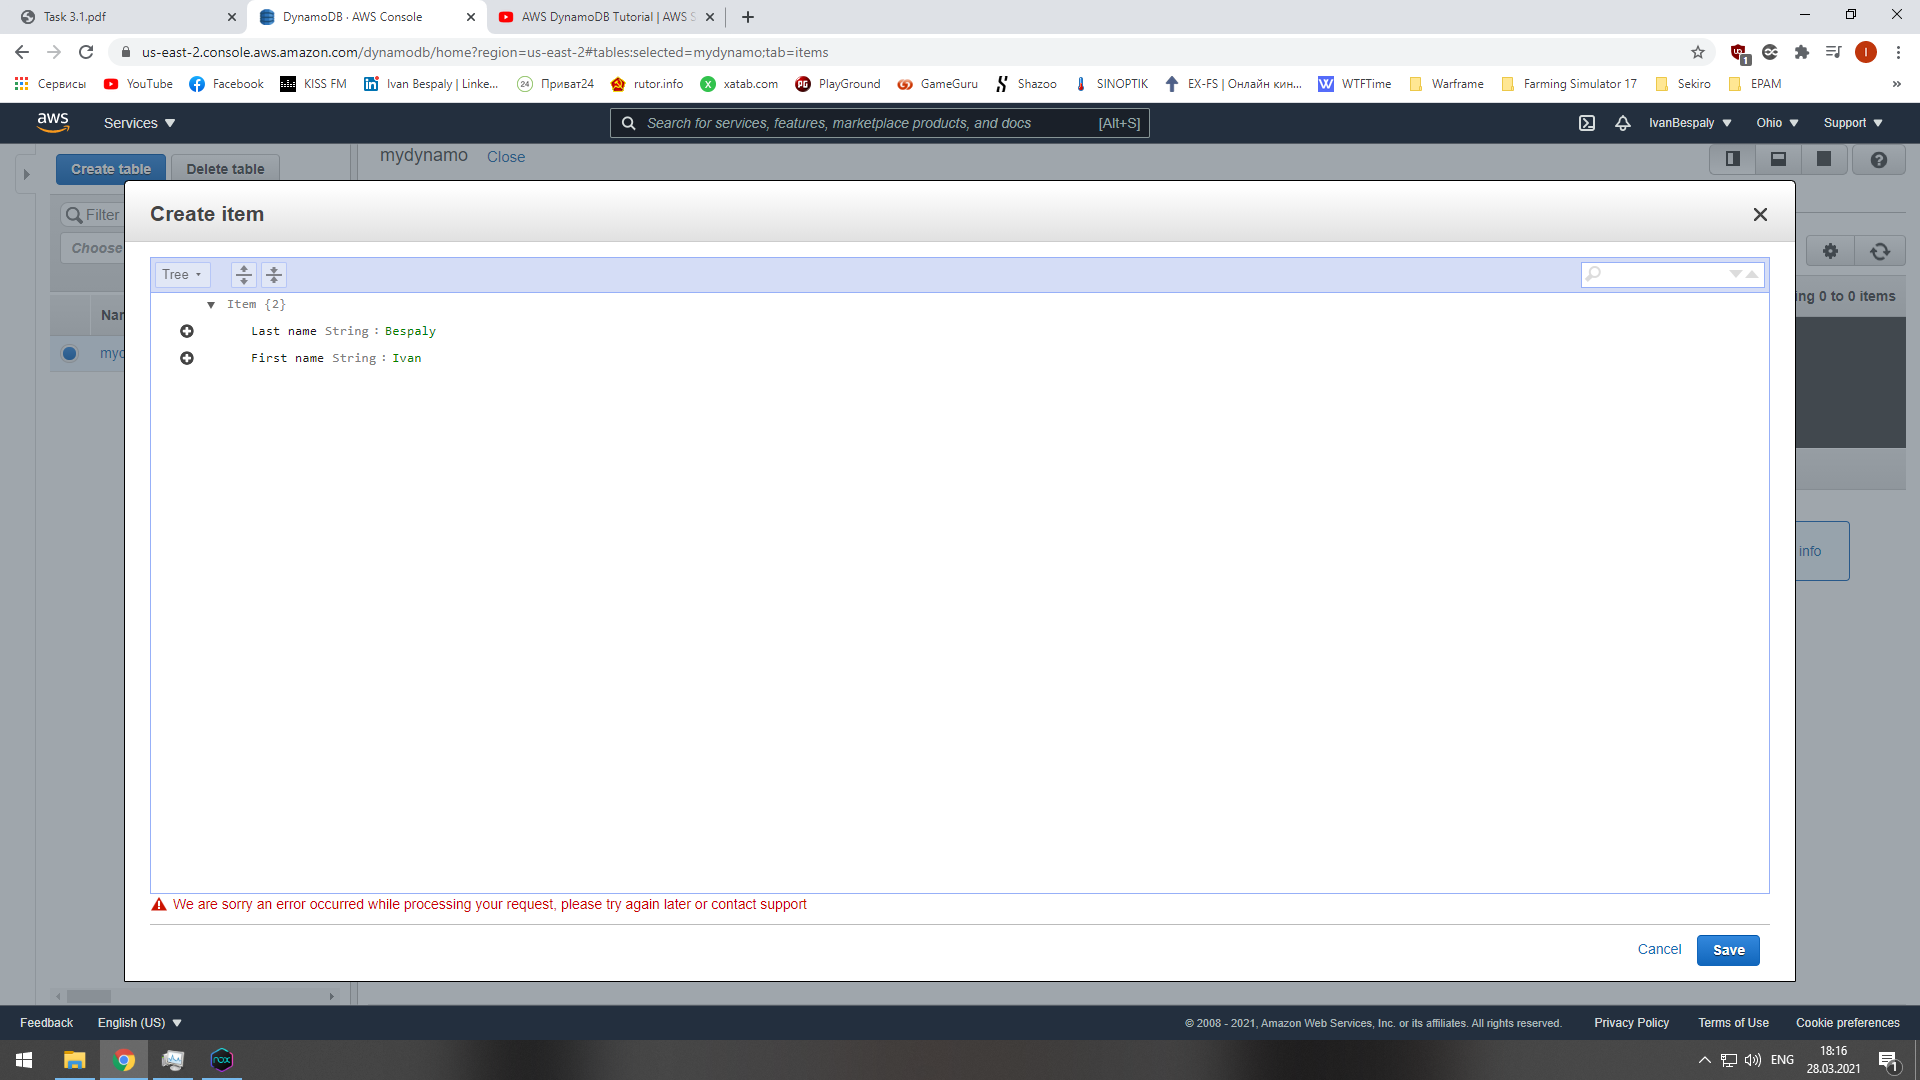 Task 3.1.pdf
DynamoDB · AWS Console
AWS DynamoDB Tutorial | AWS S
us-east-2.console.aws.amazon.com/dynamodb/home?region=us-east-2#tables:selected=mydynamo;tab=items
1
I
Сервисы
YouTube
Facebook
KISS FM
Ivan Bespaly | Linke...
24
Приват24
rutor.info
xatab.com
PlayGround
GameGuru
Shazoo
SINOPTIK
EX-FS | Онлайн кин...
WTFTime
Warframe
Farming Simulator 17
Sekiro
EPAM
»
aws
Services
Search for services, features, marketplace products, and docs
[Alt+S]
IvanBespaly
Ohio
Support
Create table
Delete table
mydynamo
Close
Filter
Choose
Create item
Tree
Item {2}
ing 0 to 0 items
Nar
Last name String : Bespaly
myd
First name String : Ivan
info
We are sorry an error occurred while processing your request, please try again later or contact support
Cancel
Save
Feedback
English (US)
© 2008 - 2021, Amazon Web Services, Inc. or its affiliates. All rights reserved.
Privacy Policy
Terms of Use
Cookie preferences
nox
ENG
18:16
28.03.2021
1